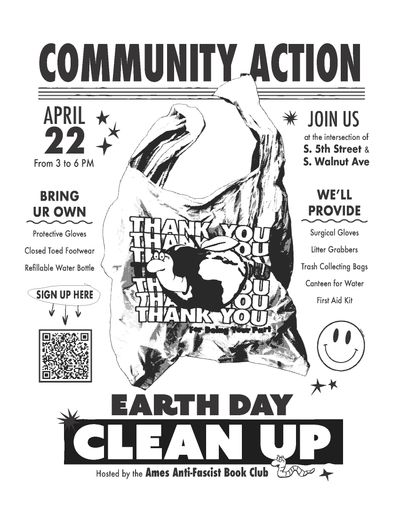 COMMUNITY ACTION
APRIL
22
From 3 to 6 PM
JOIN US
at the intersection of
S. 5th Street &
S. Walnut Ave
BRING
UR OWN
Protective Gloves
Closed Toed Footwear
Refillable Water Bottle
SIGN UP HERE
WE'LL
PROVIDE
Surgical Gloves
Litter Grabbers
Trash Collecting Bags
Canteen for Water
First Aid Kit
THANK YOU
THANK YOU
THANK YOU
THANK YOU
THANK YOU
For Doing Your Part
EARTH DAY
CLEAN UP
Hosted by the Ames Anti-Fascist Book Club